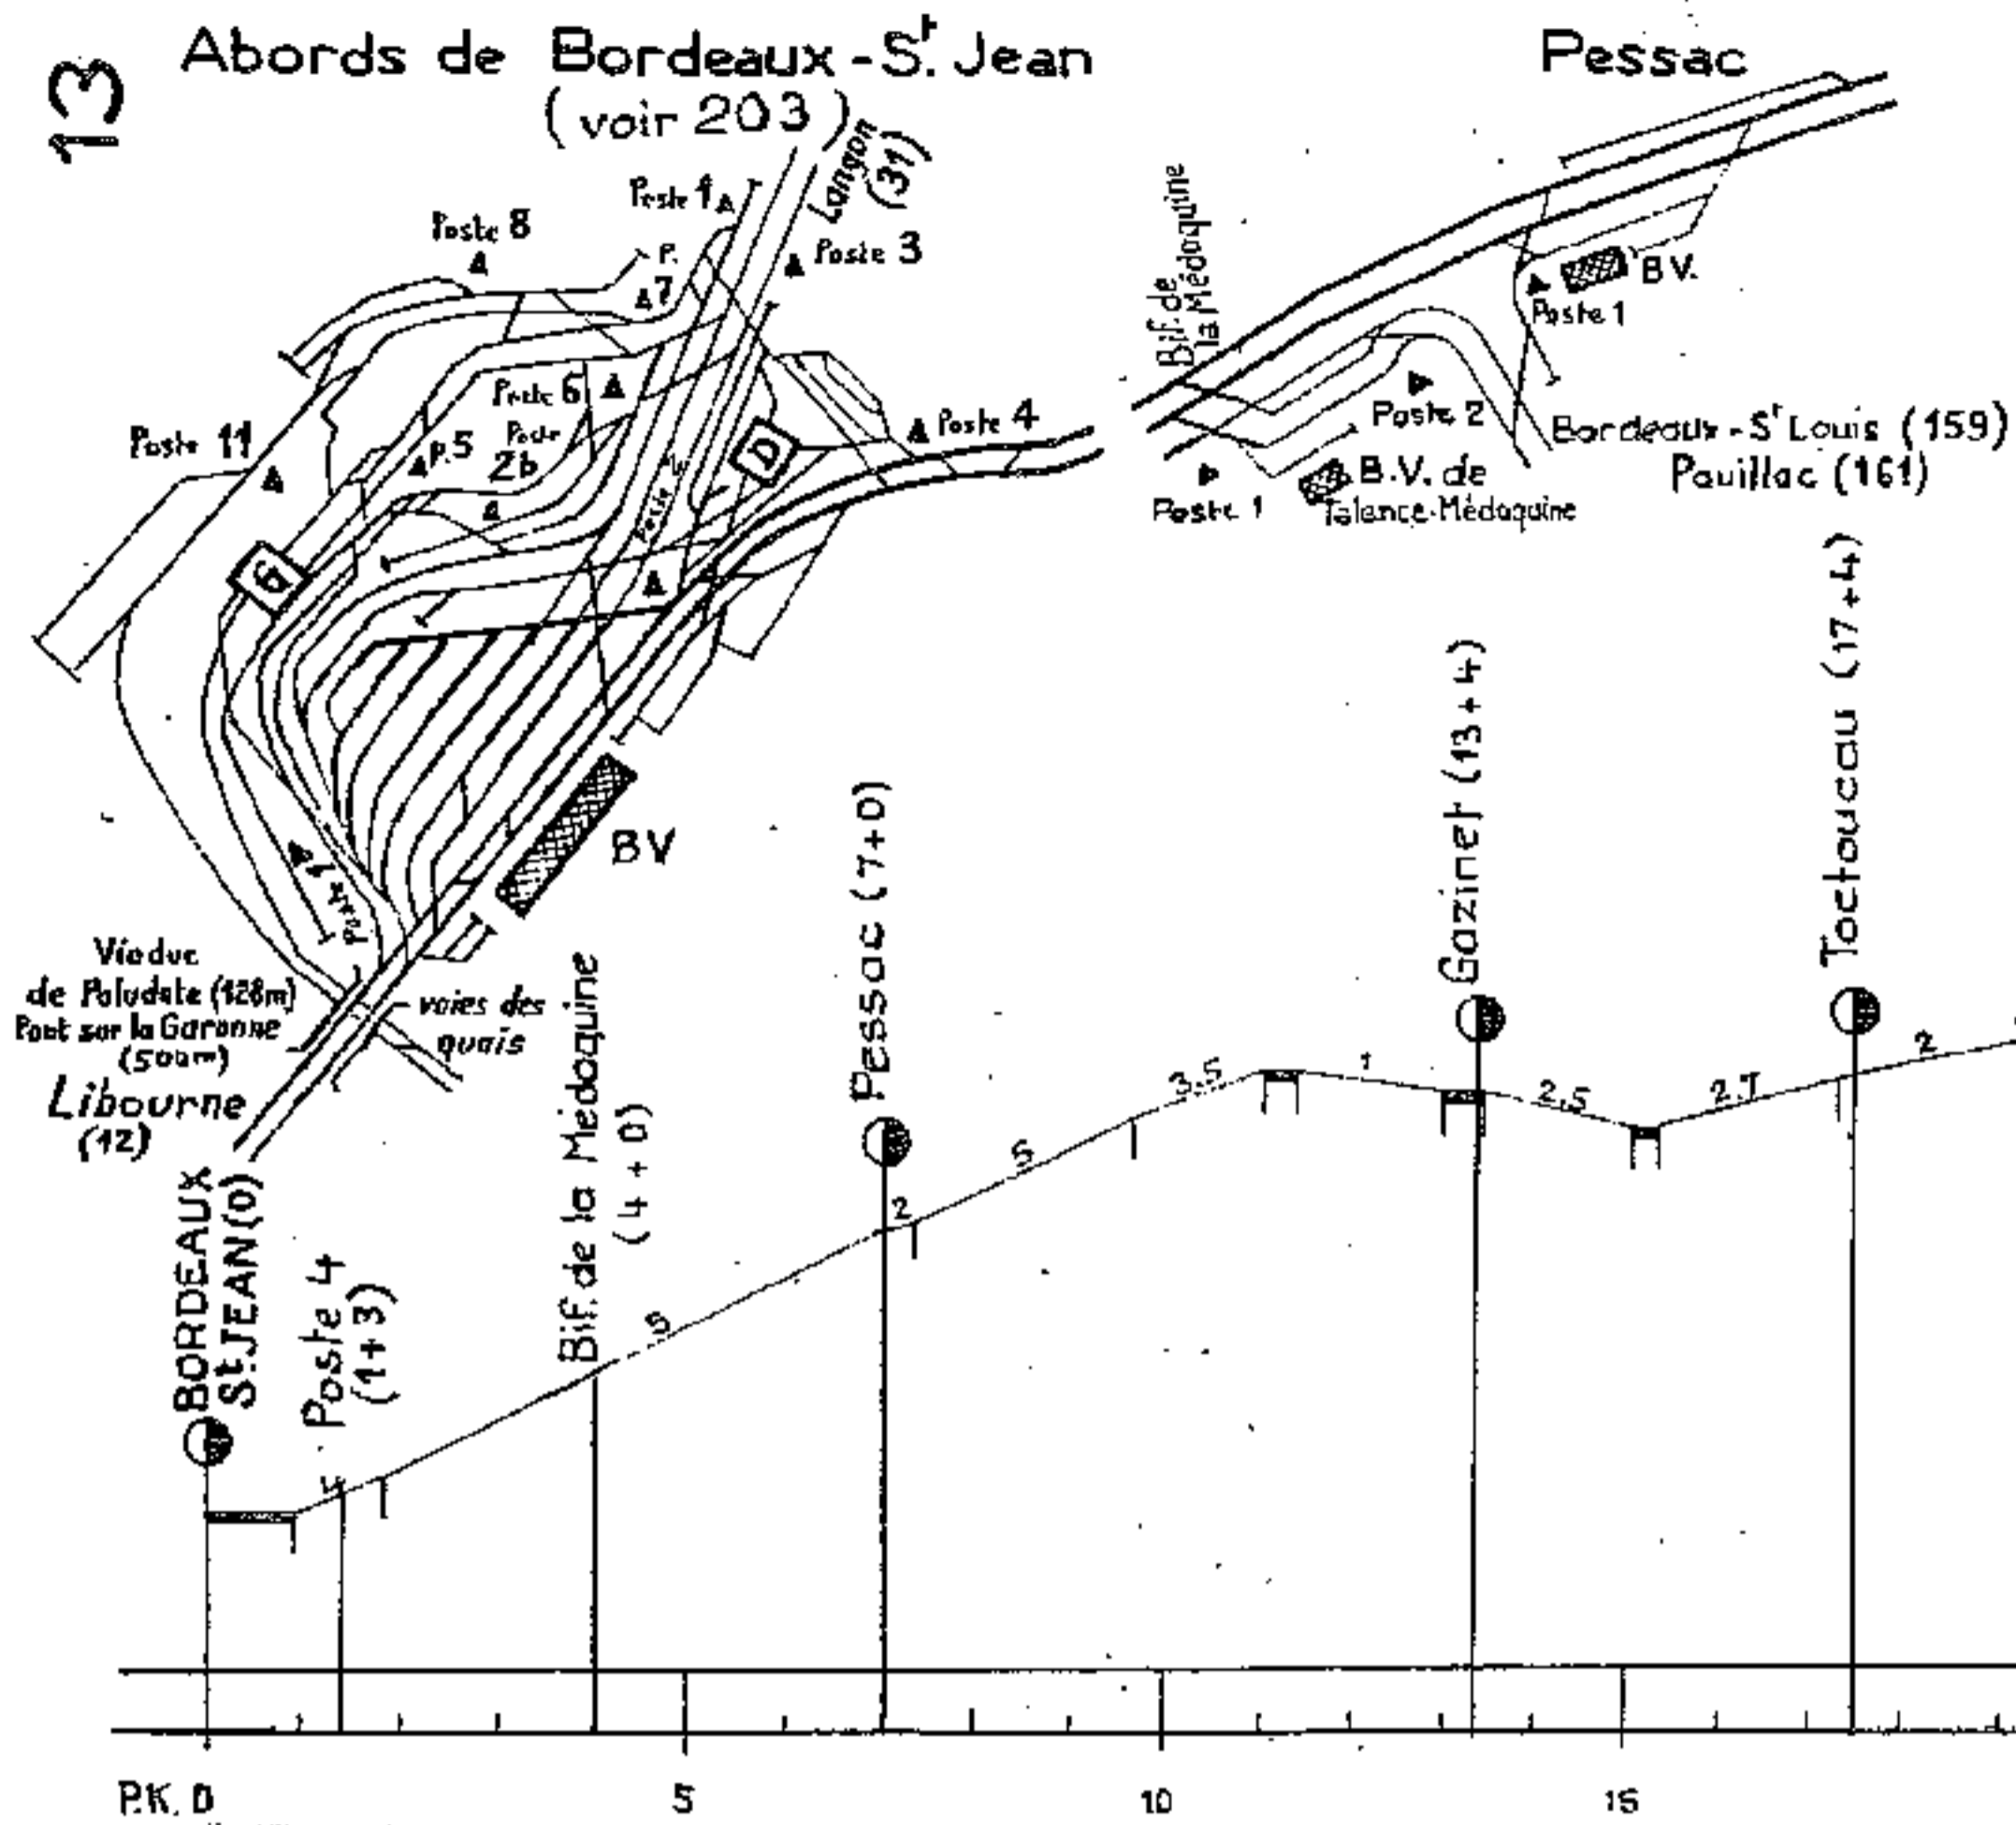 13
Abords de Bordeaux-St. Jean
(voir 203)
Pessac
Langon
(31)
Poste 1
Poste 8
Poste 3
P.
7
Bif. de
la Médoquine
BV.
Poste 1
Poste 6
Poste 11
P.5
Poste
2b
D
Poste 4
Poste 2
Bordeaux-St Louis (159)
Pauillac (161)
B.V. de
Talence-Médoquine
Poste 1
Poste
G
BV
Poste 1
Viaduc
de Paludate (128m)
Pont sur la Garonne
(500m)
Libourne
(12)
voies des
quais
BORDEAUX
St. JEAN (0)
Poste 4
(1+3)
Bif. de la Médoquine
(4+0)
Pessac (7+0)
Gazinet (13+4)
Toctoucau (17+4)
5
2
5
3.5
1
2.5
2.7
2
P.K. 0
5
10
15